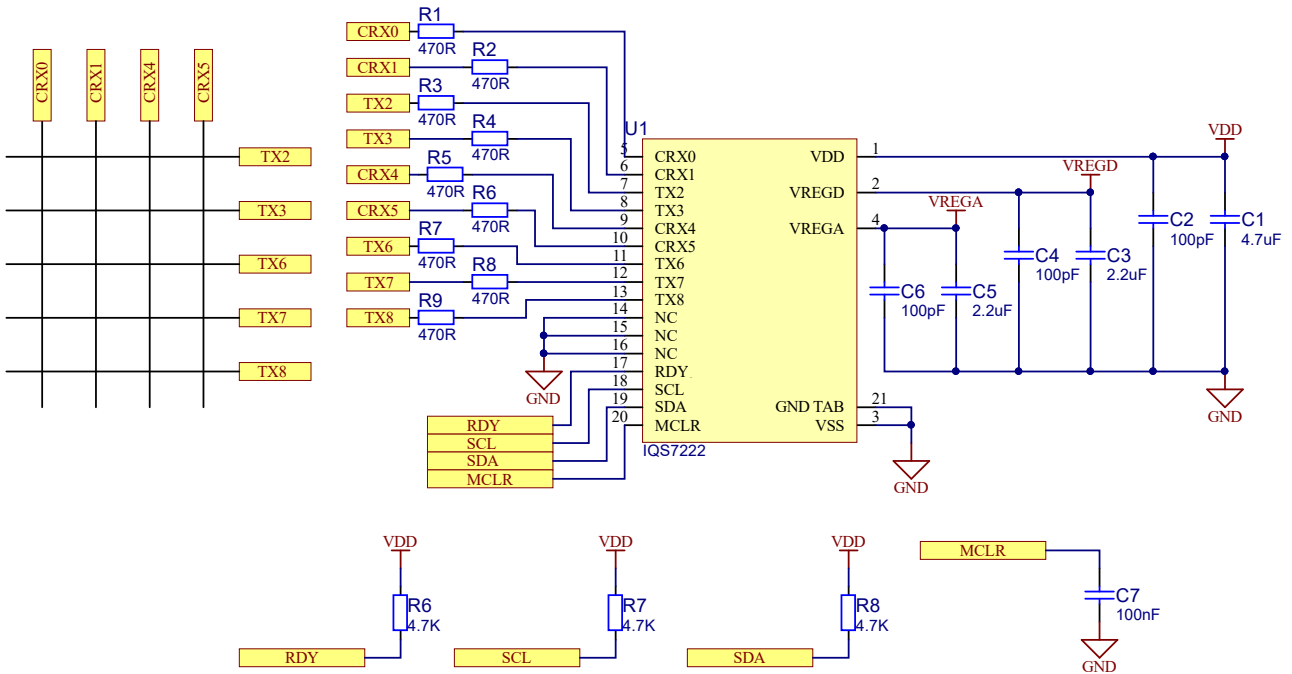 CRX0
CRX1
CRX4
CRX5
TX2
TX3
TX6
TX7
TX8
CRX0
R1
470R
CRX1
R2
470R
TX2
R3
470R
TX3
R4
470R
CRX4
R5
470R
CRX5
R6
470R
TX6
R7
470R
TX7
R8
470R
TX8
R9
470R
GND
RDY
SCL
SDA
MCLR
U1
5 CRX0
6 CRX1
7 TX2
8 TX3
9 CRX4
10 CRX5
11 TX6
12 TX7
13 TX8
14 NC
15 NC
16 NC
17 RDY
18 SCL
19 SDA
20 MCLR
VDD 1
VREGD 2
VREGA 4
GND TAB 21
VSS 3
IQS7222
GND
VREGA
VREGD
VDD
C6
100pF
C5
2.2uF
C4
100pF
C3
2.2uF
C2
100pF
C1
4.7uF
GND
VDD
R6
4.7K
RDY
VDD
R7
4.7K
SCL
VDD
R8
4.7K
SDA
MCLR
C7
100nF
GND